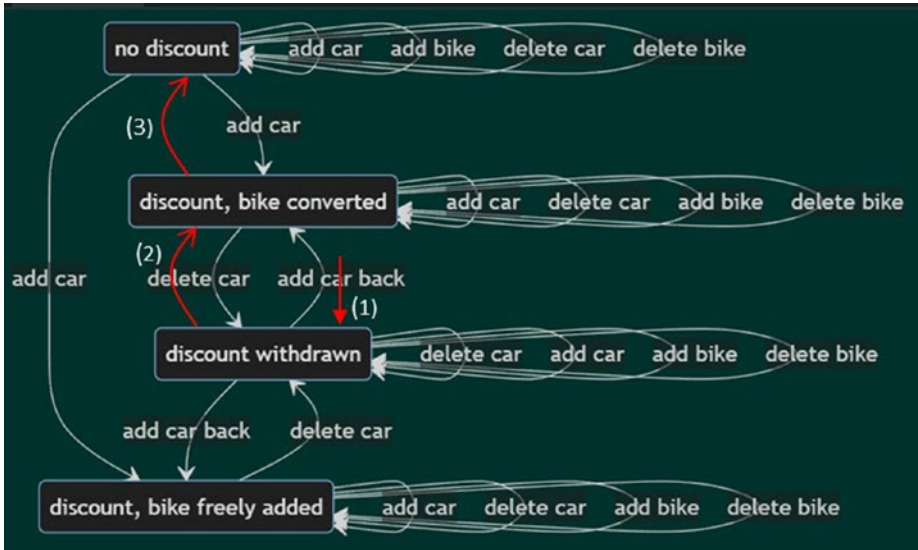 no discount
add car add bike delete car delete bike
(3)
add car
discount, bike converted
add car delete car add bike delete bike
(2)
add car delete car add car back
(1)
discount withdrawn
delete car add car add bike delete bike
add car back delete car
discount, bike freely added
add car delete car add bike delete bike